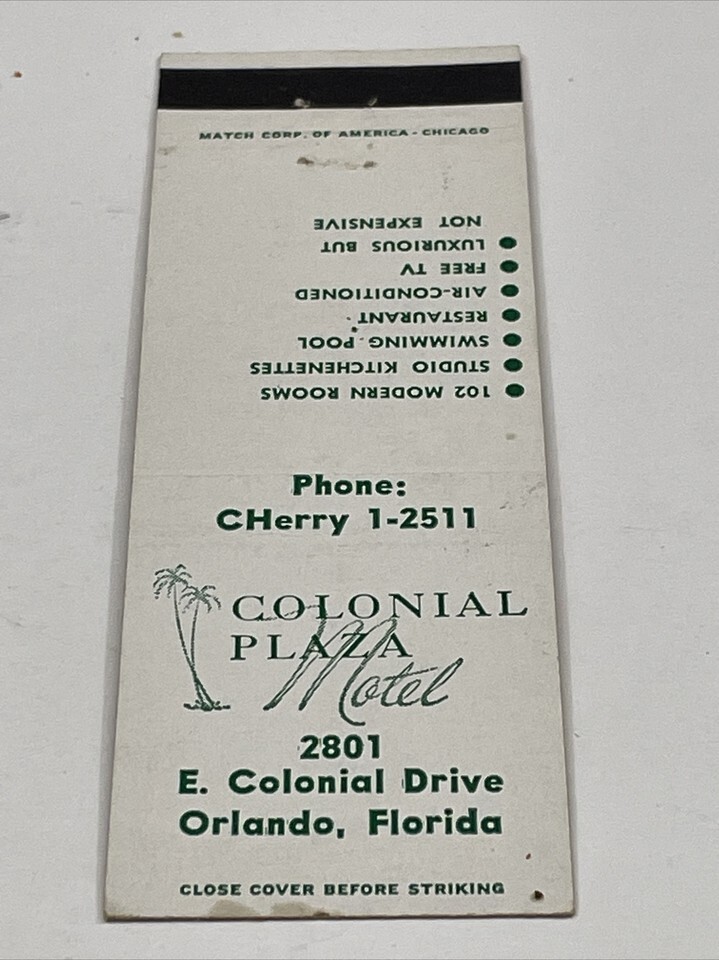 MATCH CORP. OF AMERICA - CHICAGO
102 MODERN ROOMS
STUDIO KITCHENETTES
SWIMMING POOL
RESTAURANT
AIR-CONDITIONED
FREE TV
LUXURIOUS BUT
NOT EXPENSIVE
Phone:
CHerry 1-2511
COLONIAL
PLAZA
Motel
2801
E. Colonial Drive
Orlando, Florida
CLOSE COVER BEFORE STRIKING